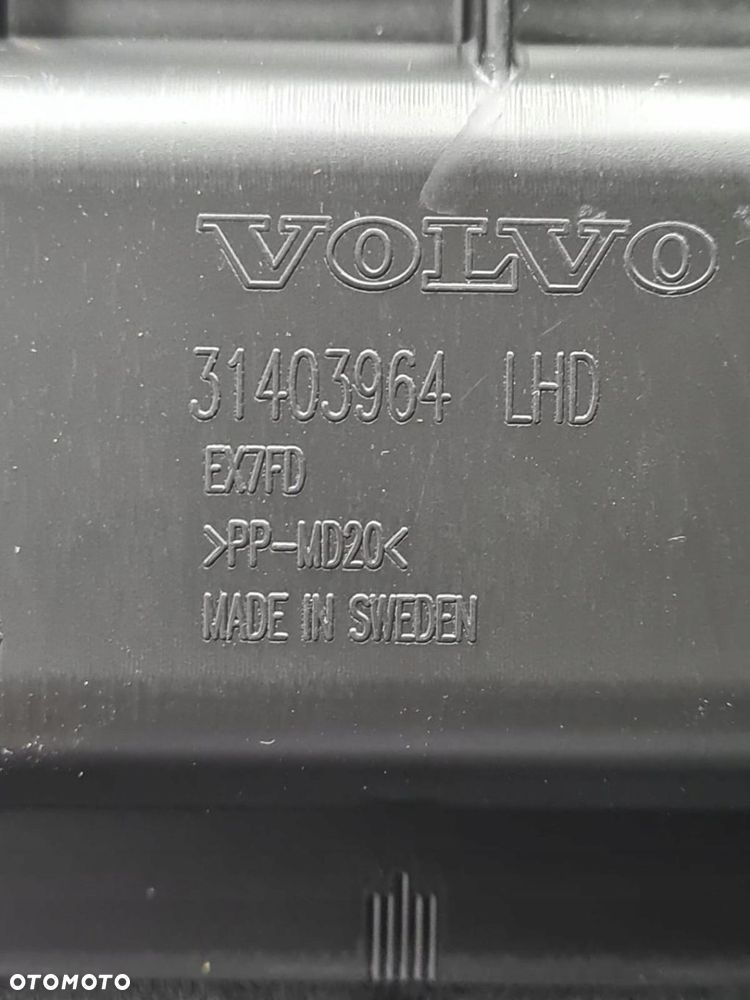 VOLVO
31403964 LHD
EX7FD
>PP-MD20<
MADE IN SWEDEN
OTOMOTO